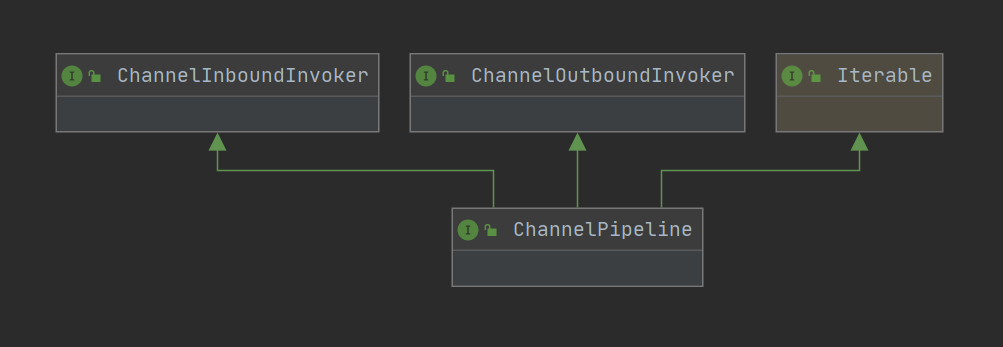 I ChannelInboundInvoker
I ChannelOutboundInvoker
I Iterable
I ChannelPipeline